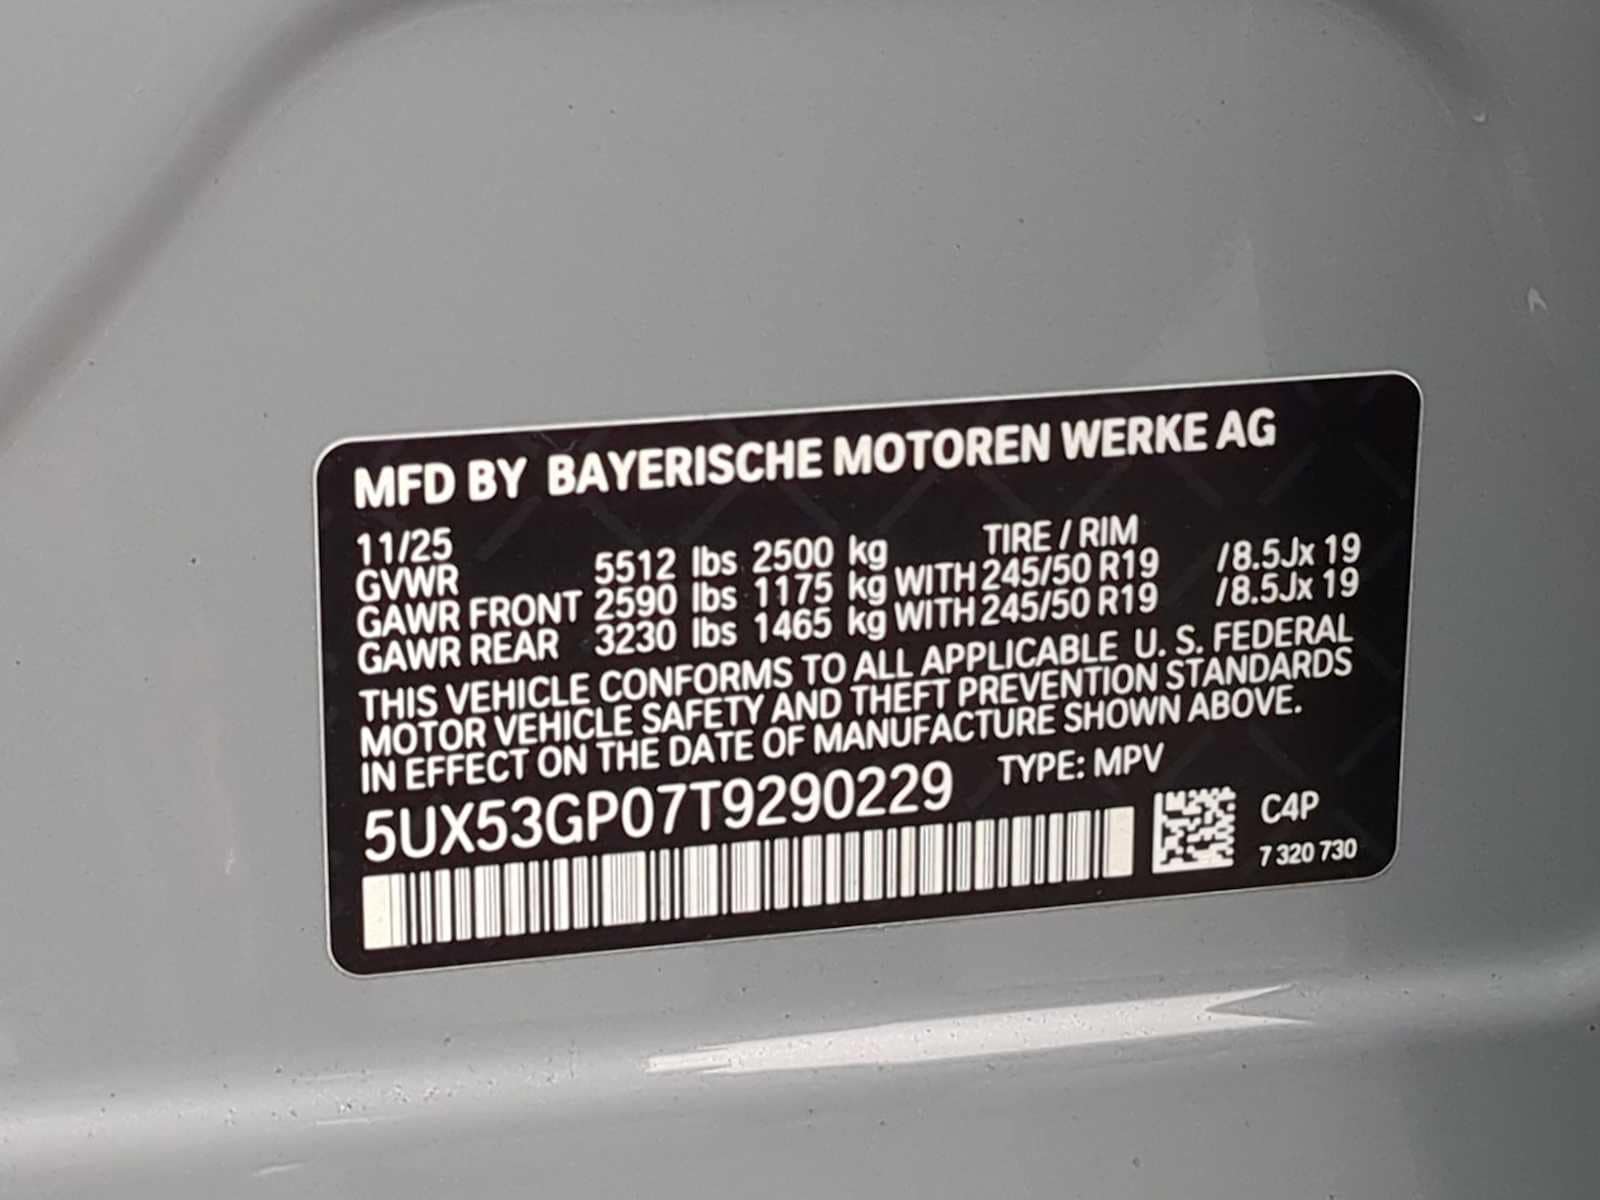 MFD BY BAYERISCHE MOTOREN WERKE AG
11/25 TIRE / RIM
GVWR 5512 lbs 2500 kg
GAWR FRONT 2590 lbs 1175 kg WITH 245/50 R19 /8.5Jx 19
GAWR REAR 3230 lbs 1465 kg WITH 245/50 R19 /8.5Jx 19
THIS VEHICLE CONFORMS TO ALL APPLICABLE U. S. FEDERAL
MOTOR VEHICLE SAFETY AND THEFT PREVENTION STANDARDS
IN EFFECT ON THE DATE OF MANUFACTURE SHOWN ABOVE.
5UX53GP07T9290229 TYPE: MPV
C4P
7 320 730